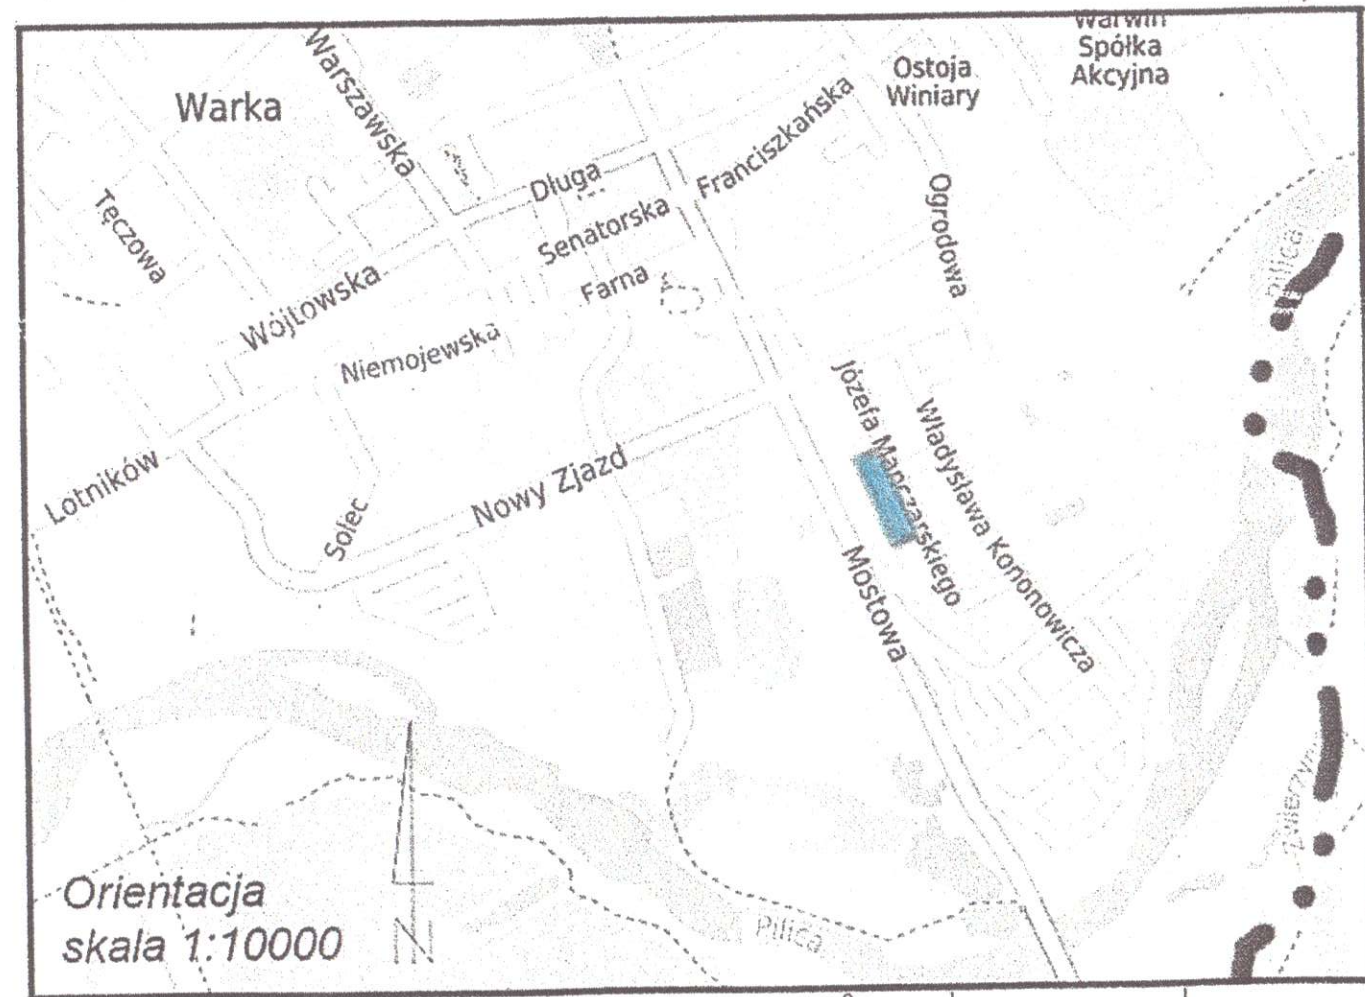 Warwin
Spółka
Akcyjna
Ostoja
Winiary
Warka
Warszawska
Franciszkańska
Długa
Tęczowa
Senatorska
Ogrodowa
Pilica
Farna
Wójtowska
Niemojewska
Józefa Mańczarskiego
Władysława Kononowicza
Lotników
Nowy Zjazd
Solec
Mostowa
Orientacja
skala 1:10000
N
Pilica